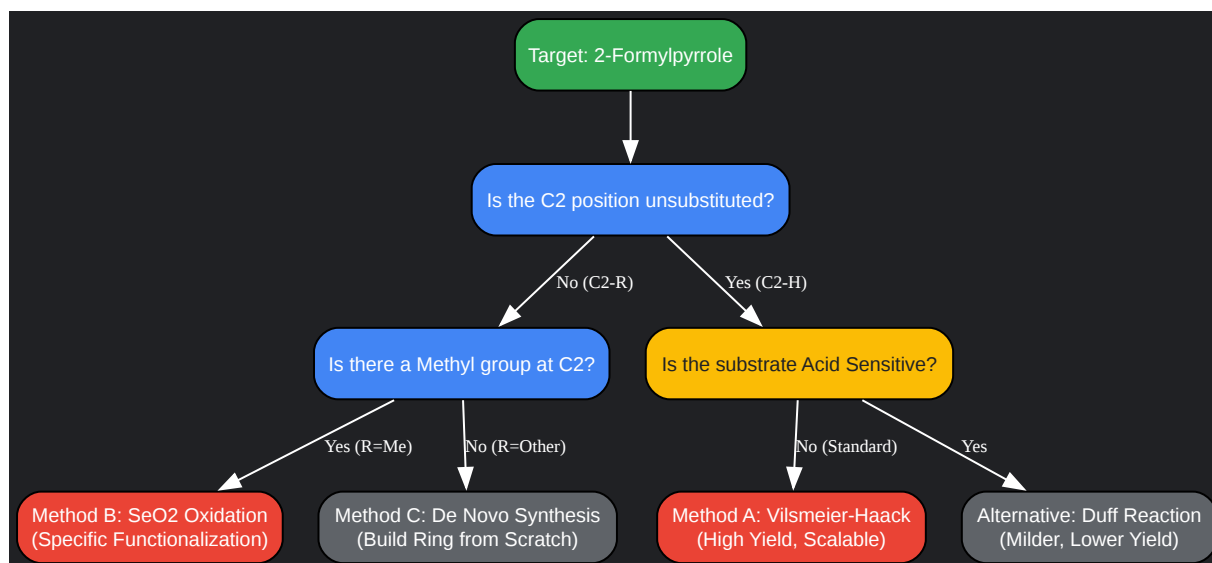 Target: 2-Formylpyrrole
Is the C2 position unsubstituted?
No (C2-R)
Yes (C2-H)
Is there a Methyl group at C2?
Is the substrate Acid Sensitive?
Yes (R=Me)
No (R=Other)
No (Standard)
Yes
Method B: SeO2 Oxidation
(Specific Functionalization)
Method C: De Novo Synthesis
(Build Ring from Scratch)
Method A: Vilsmeier-Haack
(High Yield, Scalable)
Alternative: Duff Reaction
(Milder, Lower Yield)